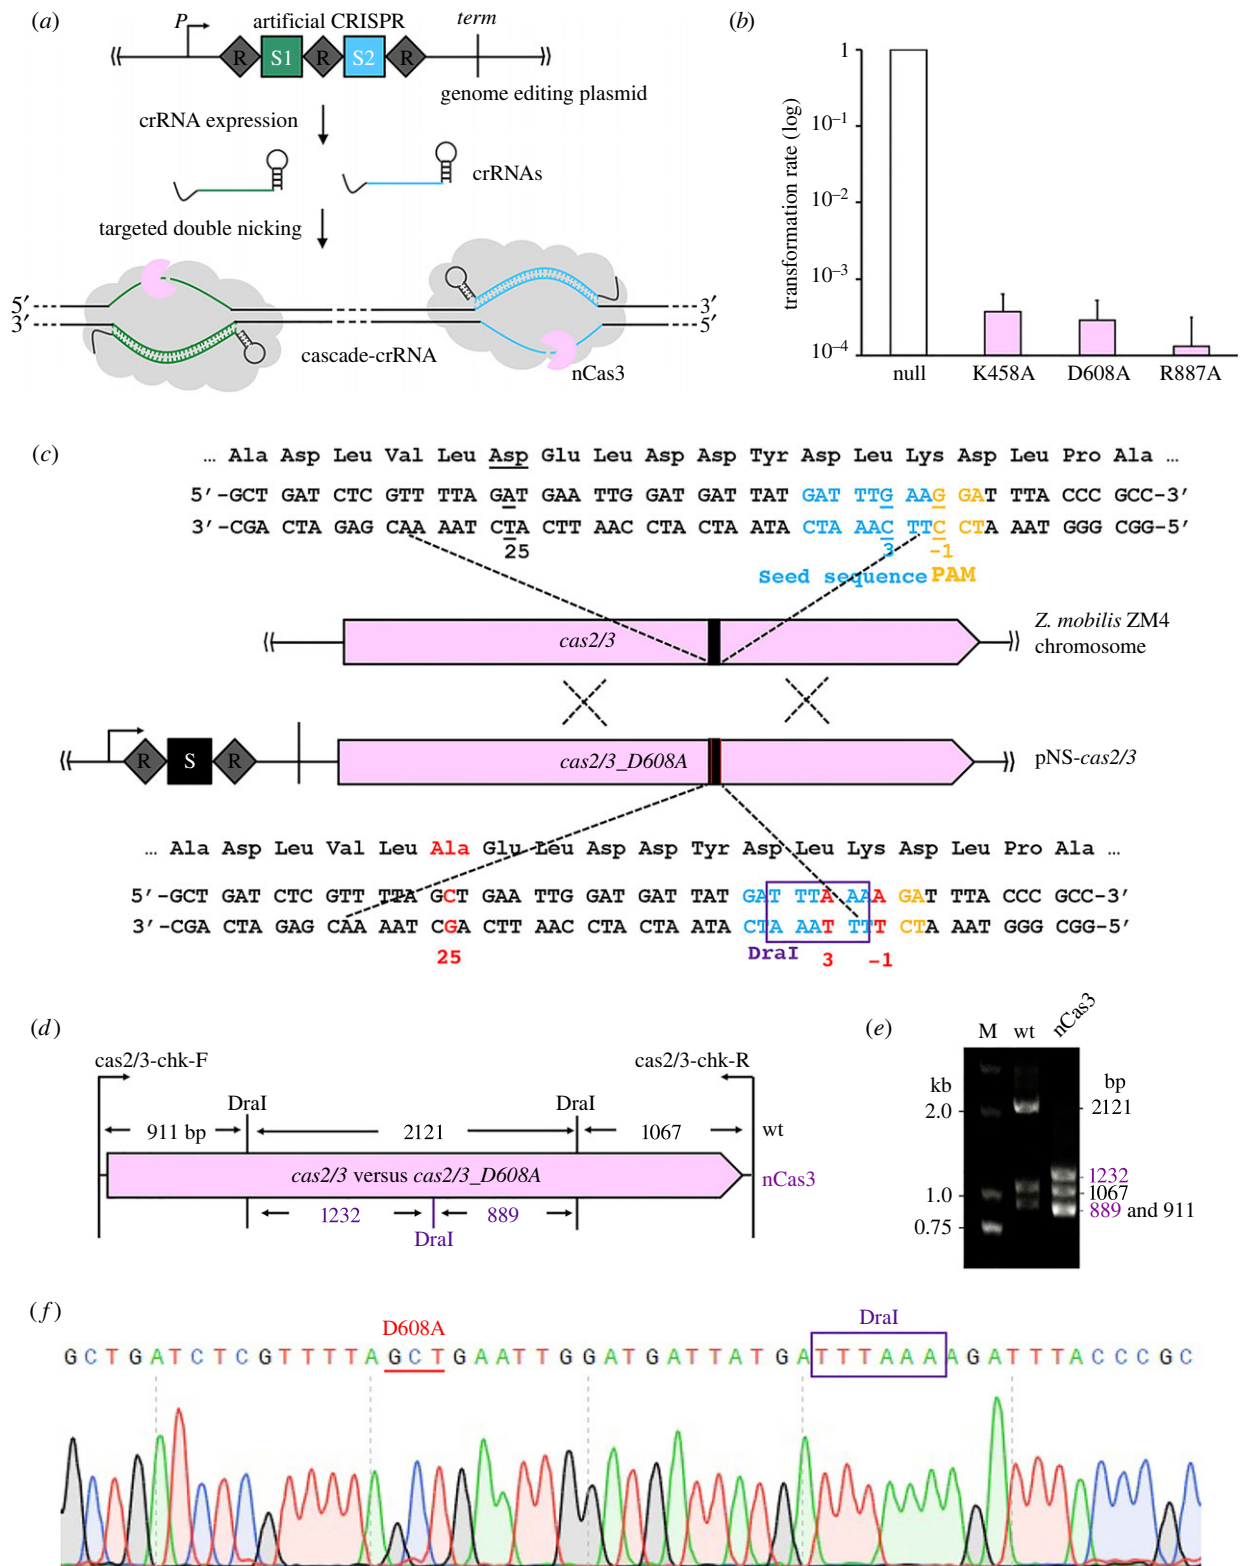 (a)
P
artificial CRISPR
term
R S1 R S2 R
genome editing plasmid
crRNA expression
crRNAs
targeted double nicking
5′ 3′
3′ 5′
cascade-crRNA
nCas3
(b)
transformation rate (log)
1
10–1
10–2
10–3
10–4
null K458A D608A R887A
(c)
... Ala Asp Leu Val Leu Asp Glu Leu Asp Asp Tyr Asp Leu Lys Asp Leu Pro Ala ...
5′-GCT GAT CTC GTT TTA GAT GAA TTG GAT GAT TAT GAT TTG AAG GAT TTA CCC GCC-3′
3′-CGA CTA GAG CAA AAT CTA CTT AAC CTA CTA ATA CTA AAC TTC CTA AAT GGG CGG-5′
25 3 -1
Seed sequence PAM
cas2/3
Z. mobilis ZM4
chromosome
R S R
cas2/3_D608A
pNS-cas2/3
... Ala Asp Leu Val Leu Ala Glu Leu Asp Asp Tyr Asp Leu Lys Asp Leu Pro Ala ...
5′-GCT GAT CTC GTT TTA GCT GAA TTG GAT GAT TAT GAT TTA AAA GAT TTA CCC GCC-3′
3′-CGA CTA GAG CAA AAT CGA CTT AAC CTA CTA ATA CTA AAT TTT CTA AAT GGG CGG-5′
25 DraI 3 -1
(d)
cas2/3-chk-F cas2/3-chk-R
DraI DraI
911 bp 2121 1067 wt
cas2/3 versus cas2/3_D608A nCas3
1232 889
DraI
(e)
M wt nCas3
kb bp
2.0 2121
1232
1.0 1067
889 and 911
0.75
(f)
D608A DraI
GCTGATCTCGTTTTAGCTGAATTGGATGATTATGATTTAAAAGATTTACCCGC